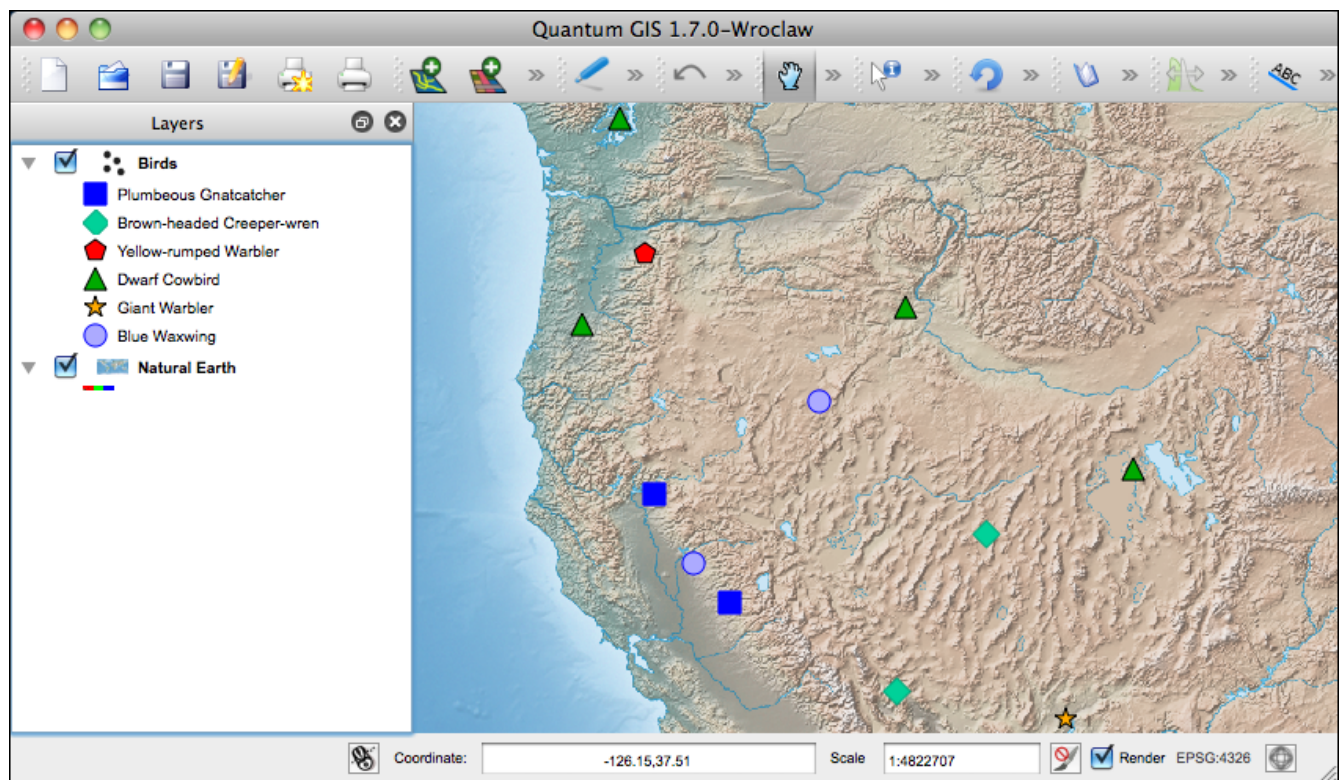 Quantum GIS 1.7.0-Wroclaw
» » » » » » » » ABC »
Layers
Birds
Plumbeous Gnatcatcher
Brown-headed Creeper-wren
Yellow-rumped Warbler
Dwarf Cowbird
Giant Warbler
Blue Waxwing
Natural Earth
Coordinate: -126.15,37.51 Scale 1:4822707 Render EPSG:4326